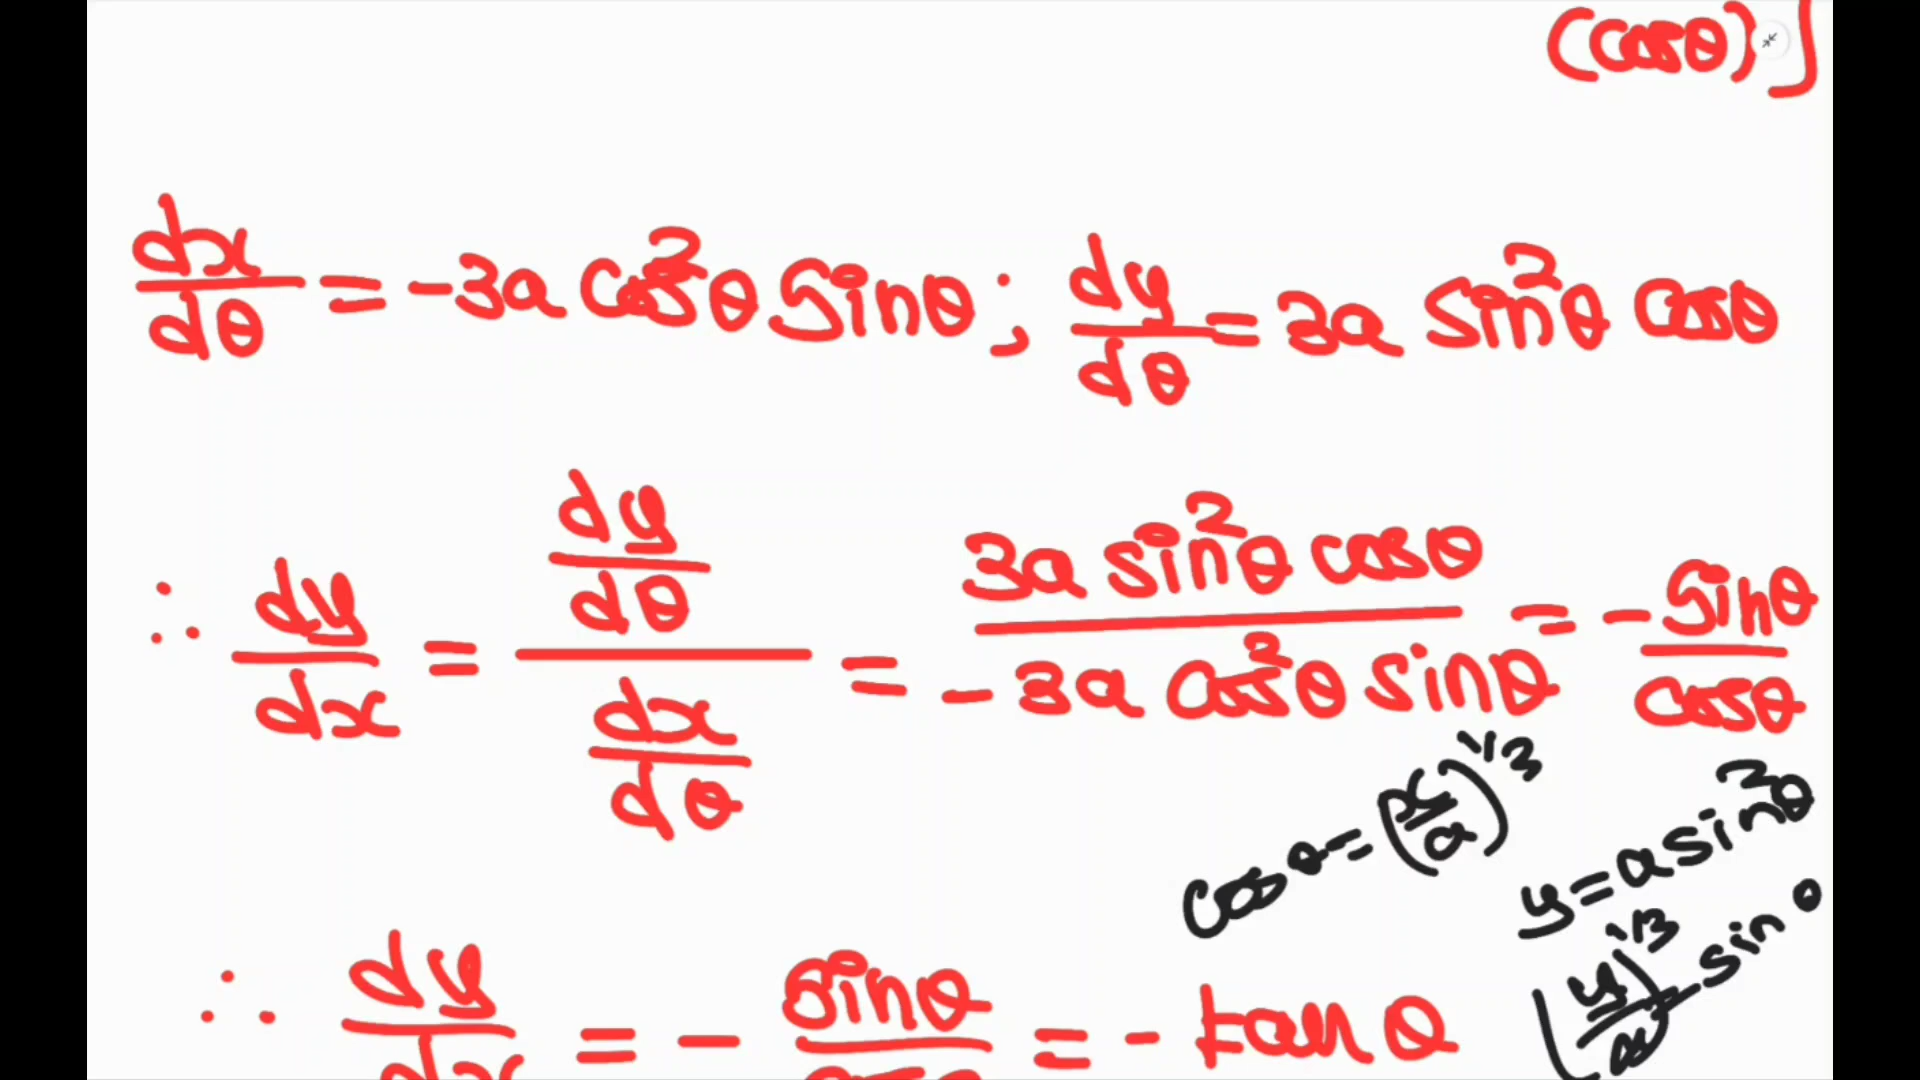 (cosθ)]
dx/dθ = -3a cos²θ sinθ ; dy/dθ = 3a sin²θ cosθ
∴ dy/dx = (dy/dθ)/(dx/dθ) = (3a sin²θ cosθ)/(-3a cos²θ sinθ) = - sinθ/cosθ
cosθ = (x/a)^1/3
y = a sin³θ
(y/a)^1/3 = sinθ
∴ dy/dx = - sinθ/cosθ = - tanθ